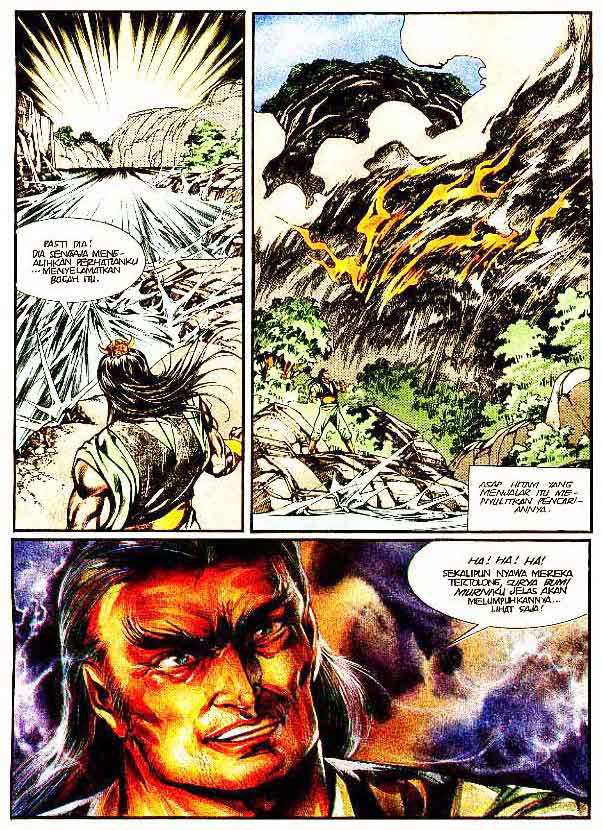 PASTI DIA!
DIA SENGAJA MENG-
ALIHKAN PERHATIANKU
...MENYELAMATKAN
BOCAH ITU.
ASAP HITAM YANG
MENJALAR ITU ME-
NYULITKAN PENCARI-
ANNYA.
HA! HA! HA!
SEKALIPUN NYAWA MEREKA
TERTOLONG, SURYA BUMI
MURNIKU JELAS AKAN
MELUMPUHKANNYA...
LIHAT SAJA!